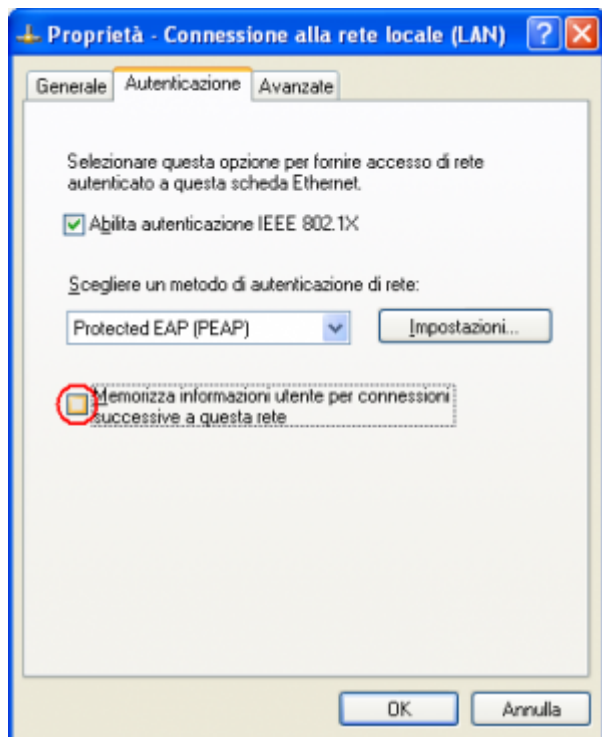 Proprietà - Connessione alla rete locale (LAN)
Generale Autenticazione Avanzate
Selezionare questa opzione per fornire accesso di rete
autenticato a questa scheda Ethernet.
Abilita autenticazione IEEE 802.1X
Scegliere un metodo di autenticazione di rete:
Protected EAP (PEAP) Impostazioni...
Memorizza informazioni utente per connessioni
successive a questa rete
OK Annulla